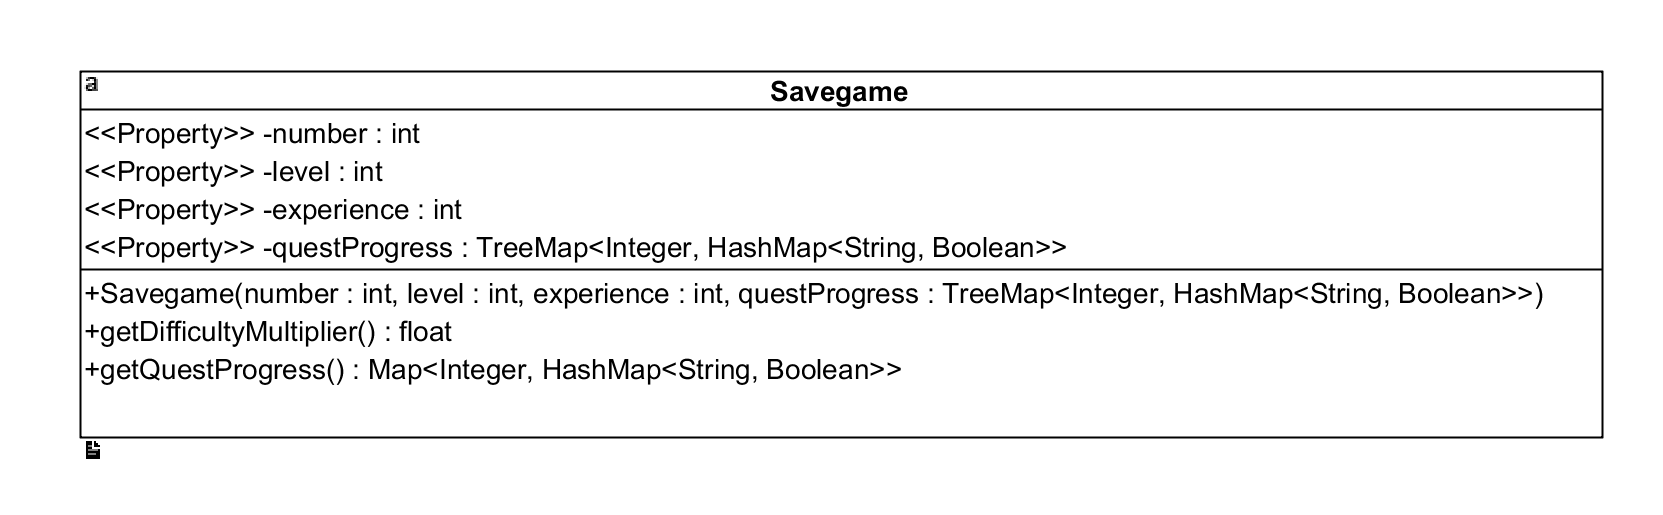 a
Savegame
<<Property>> -number : int
<<Property>> -level : int
<<Property>> -experience : int
<<Property>> -questProgress : TreeMap<Integer, HashMap<String, Boolean>>
+Savegame(number : int, level : int, experience : int, questProgress : TreeMap<Integer, HashMap<String, Boolean>>)
+getDifficultyMultiplier() : float
+getQuestProgress() : Map<Integer, HashMap<String, Boolean>>